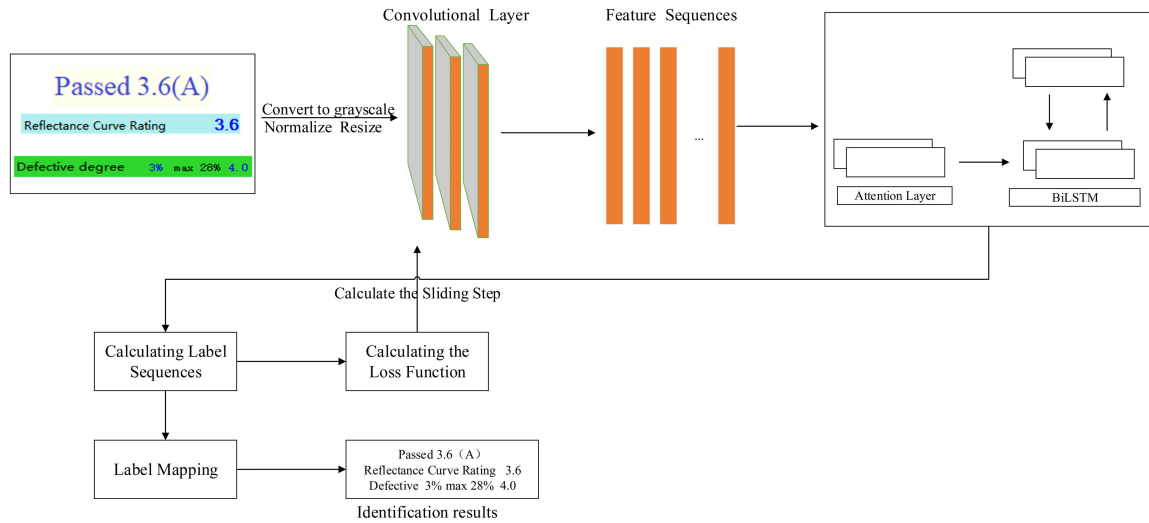 Convolutional Layer
Feature Sequences
Passed 3.6(A)
Reflectance Curve Rating 3.6
Defective degree 3% max 28% 4.0
Convert to grayscale
Normalize Resize
...
Attention Layer
BiLSTM
Calculate the Sliding Step
Calculating Label
Sequences
Calculating the
Loss Function
Label Mapping
Passed 3.6（A）
Reflectance Curve Rating 3.6
Defective 3% max 28% 4.0
Identification results